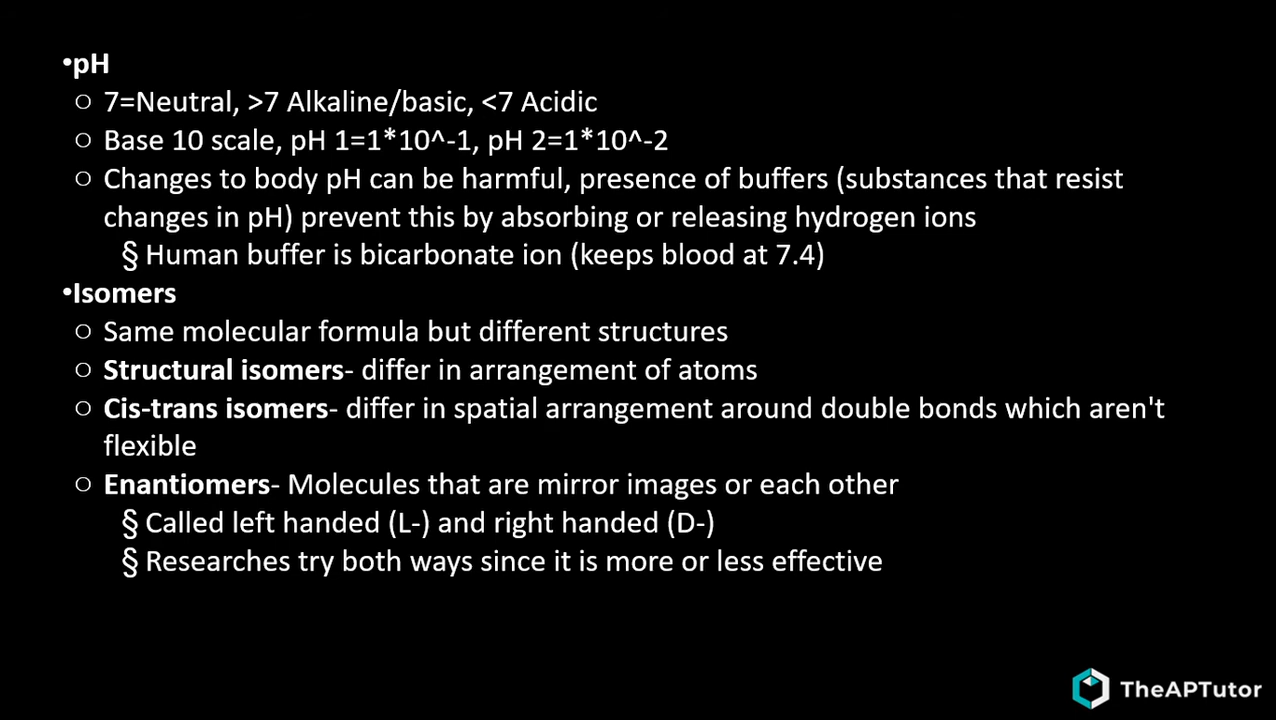 •pH
○ 7=Neutral, >7 Alkaline/basic, <7 Acidic
○ Base 10 scale, pH 1=1*10^-1, pH 2=1*10^-2
○ Changes to body pH can be harmful, presence of buffers (substances that resist
changes in pH) prevent this by absorbing or releasing hydrogen ions
§ Human buffer is bicarbonate ion (keeps blood at 7.4)
•Isomers
○ Same molecular formula but different structures
○ Structural isomers- differ in arrangement of atoms
○ Cis-trans isomers- differ in spatial arrangement around double bonds which aren't
flexible
○ Enantiomers- Molecules that are mirror images or each other
§ Called left handed (L-) and right handed (D-)
§ Researches try both ways since it is more or less effective
TheAPTutor